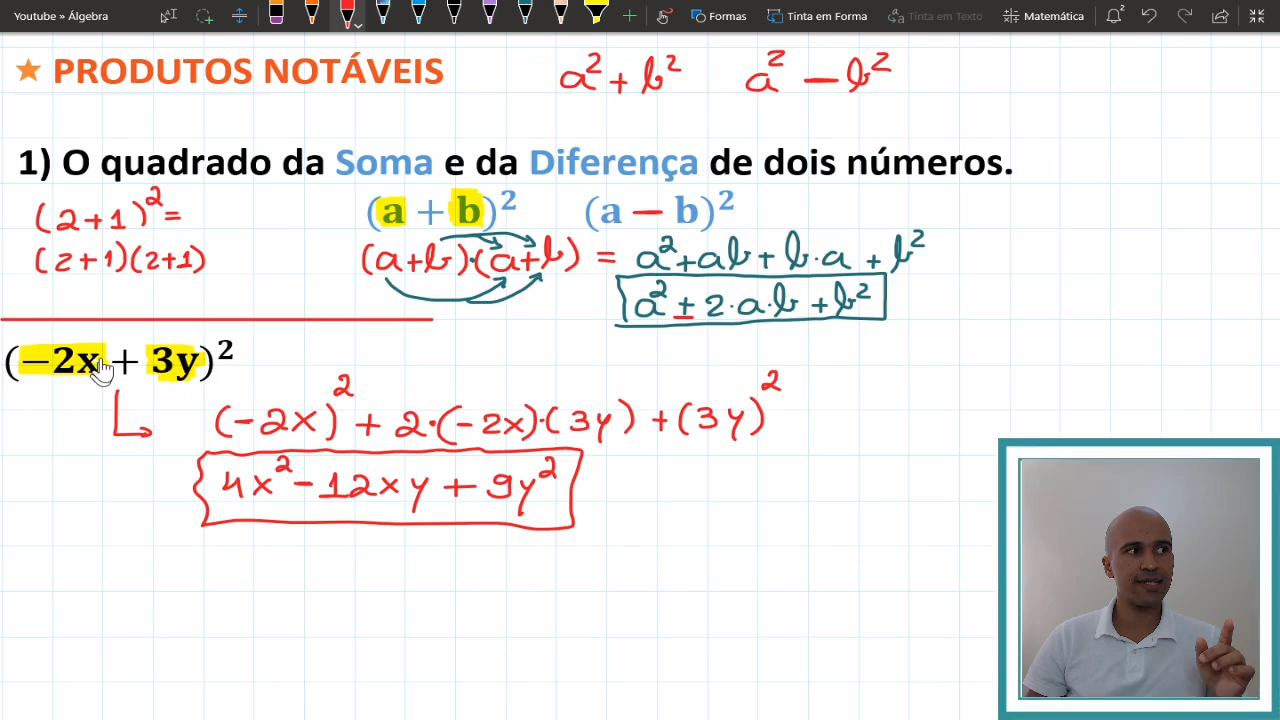 Youtube » Álgebra
Formas
Tinta em Forma
Tinta em Texto
Matemática
2
PRODUTOS NOTÁVEIS
a² + b² a² − b²
1) O quadrado da Soma e da Diferença de dois números.
(2+1)² =
(2+1)(2+1)
(a + b)² (a − b)²
(a+b)·(a+b) = a² + ab + b·a + b²
a² ± 2·a·b + b²
(−2x + 3y)²
(−2x)² + 2·(−2x)·(3y) + (3y)²
4x² − 12xy + 9y²